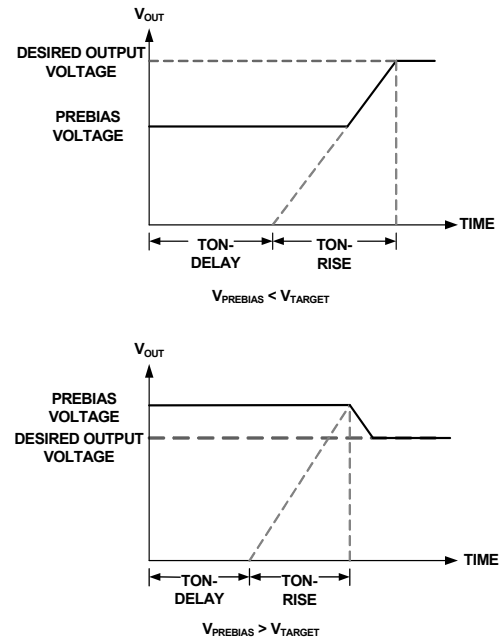 VOUT
DESIRED OUTPUT
VOLTAGE
PREBIAS
VOLTAGE
TIME
TON- TON-
DELAY RISE
VPREBIAS < VTARGET
VOUT
PREBIAS
VOLTAGE
DESIRED OUTPUT
VOLTAGE
TIME
TON- TON-
DELAY RISE
VPREBIAS > VTARGET